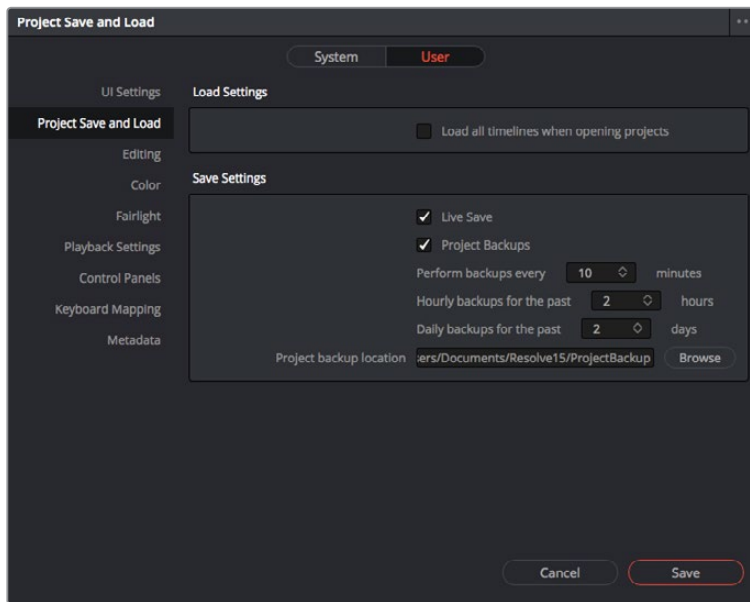 Project Save and Load
System User
UI Settings
Project Save and Load
Editing
Color
Fairlight
Playback Settings
Control Panels
Keyboard Mapping
Metadata
Load Settings
Load all timelines when opening projects
Save Settings
Live Save
Project Backups
Perform backups every 10 minutes
Hourly backups for the past 2 hours
Daily backups for the past 2 days
Project backup location ers/Documents/Resolve15/ProjectBackup Browse
Cancel Save